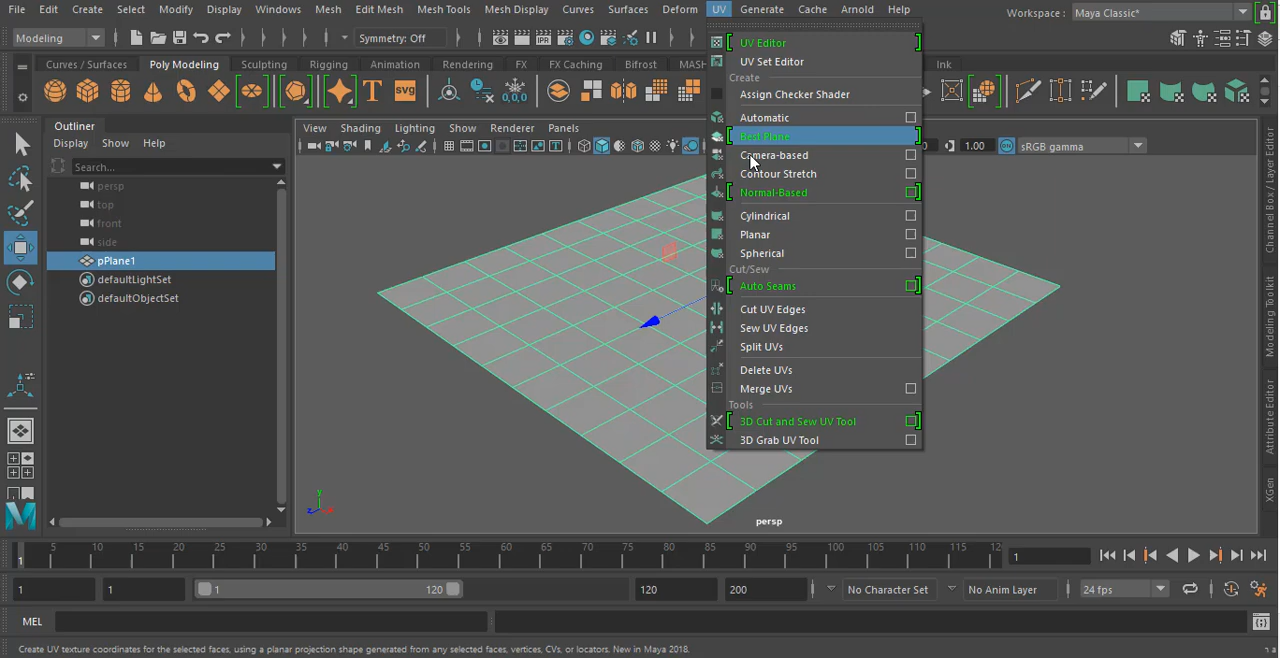 File Edit Create Select Modify Display Windows Mesh Edit Mesh Mesh Tools Mesh Display Curves Surfaces Deform UV Generate Cache Arnold Help Workspace : Maya Classic*
Modeling Symmetry: Off
Curves / Surfaces Poly Modeling Sculpting Rigging Animation Rendering FX FX Caching Bifrost MASH Ink
T SVG 0,0,0
Outliner
Display Show Help
Search...
persp
top
front
side
pPlane1
defaultLightSet
defaultObjectSet
View Shading Lighting Show Renderer Panels
1.00 sRGB gamma
UV Editor
UV Set Editor
Create
Assign Checker Shader
Automatic
Best Plane
Camera-based
Contour Stretch
Normal-Based
Cylindrical
Planar
Spherical
Cut/Sew
Auto Seams
Cut UV Edges
Sew UV Edges
Split UVs
Delete UVs
Merge UVs
Tools
3D Cut and Sew UV Tool
3D Grab UV Tool
y
z x
persp
Channel Box / Layer Editor
Modeling Toolkit
Attribute Editor
XGen
1 5 10 15 20 25 30 35 40 45 50 55 60 65 70 75 80 85 90 95 100 105 110 115 12 1
1 1 1 120 120 200 No Character Set No Anim Layer 24 fps
MEL
Create UV texture coordinates for the selected faces, using a planar projection shape generated from any selected faces, vertices, CVs, or locators. New in Maya 2018.